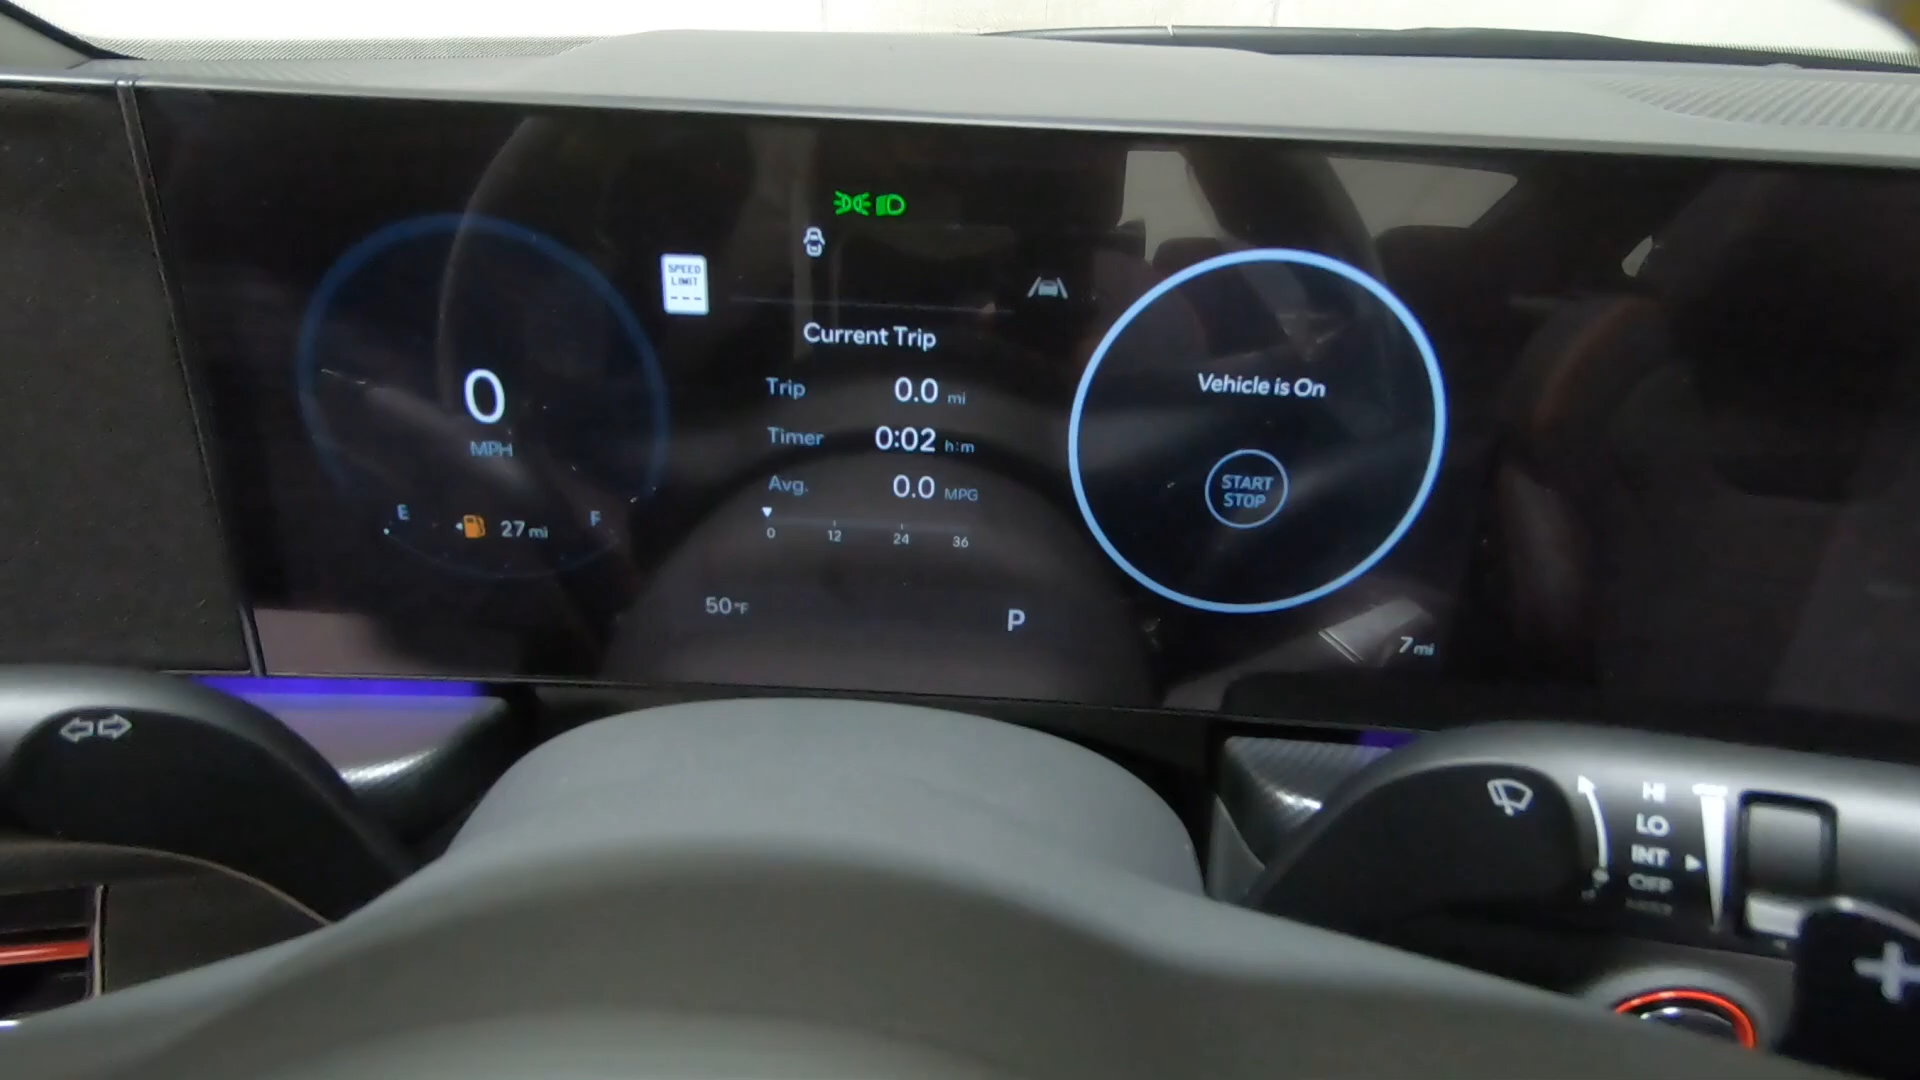 SPEED
LIMIT
---
Current Trip
Trip 0.0 mi
Timer 0:02 h:m
Avg. 0.0 MPG
0 12 24 36
0
MPH
E F
27 mi
50°F
P
Vehicle is On
START
STOP
7 mi
HI
LO
INT
OFF
+